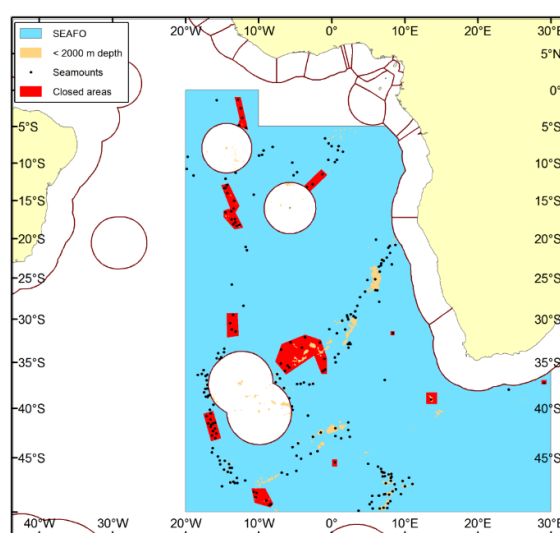 SEAFO
< 2000 m depth
Seamounts
Closed areas
20°W 10°W 0° 10°E 20°E 30°E
5°N
0°
5°S 5°S
10°S 10°S
15°S 15°S
20°S 20°S
25°S 25°S
30°S 30°S
35°S 35°S
40°S 40°S
45°S 45°S
40°W 30°W 20°W 10°W 0° 10°E 20°E 30°E